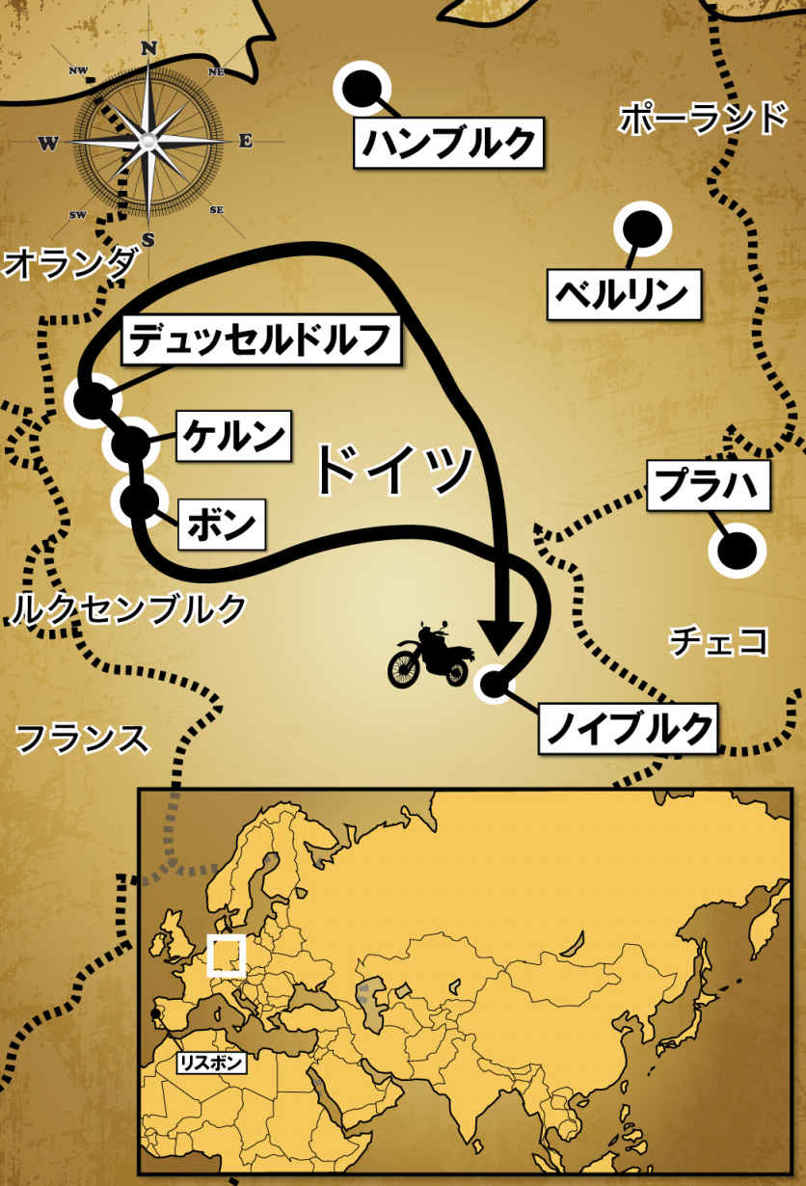 N
NW
NE
W
E
SW
SE
S
ハンブルク
ポーランド
ベルリン
オランダ
デュッセルドルフ
ケルン
ドイツ
プラハ
ボン
ルクセンブルク
チェコ
ノイブルク
フランス
リスボン